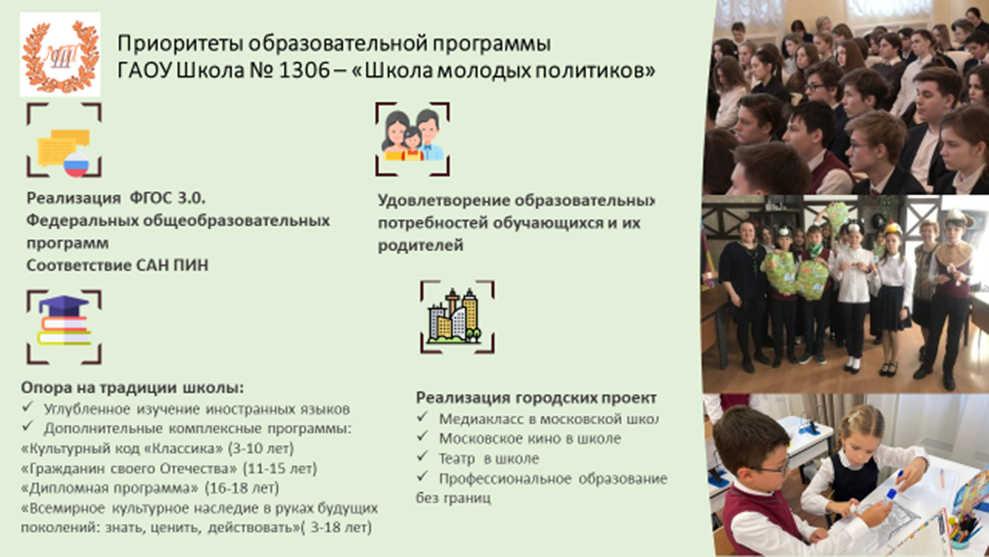 Приоритеты образовательной программы
ГАОУ Школа № 1306 – «Школа молодых политиков»
Реализация ФГОС 3.0.
Федеральных общеобразовательных
программ
Соответствие САН ПИН
Удовлетворение образовательных
потребностей обучающихся и их
родителей
Опора на традиции школы:
✓ Углубленное изучение иностранных языков
✓ Дополнительные комплексные программы:
«Культурный код «Классика» (3-10 лет)
«Гражданин своего Отечества» (11-15 лет)
«Дипломная программа» (16-18 лет)
«Всемирное культурное наследие в руках будущих
поколений: знать, ценить, действовать»( 3-18 лет)
Реализация городских проект
✓ Медиакласс в московской школ
✓ Московское кино в школе
✓ Театр в школе
✓ Профессиональное образование
без границ